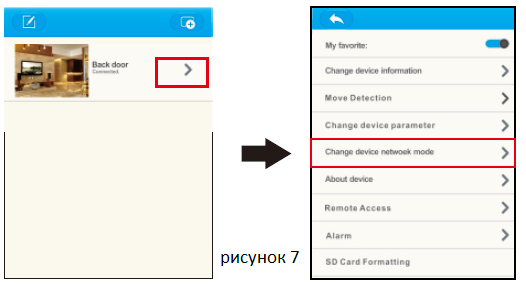 Back door
Connected.
рисунок 7
My favorite:
Change device information
Move Detection
Change device parameter
Change device netweek mode
About device
Remote Access
Alarm
SD Card Formatting